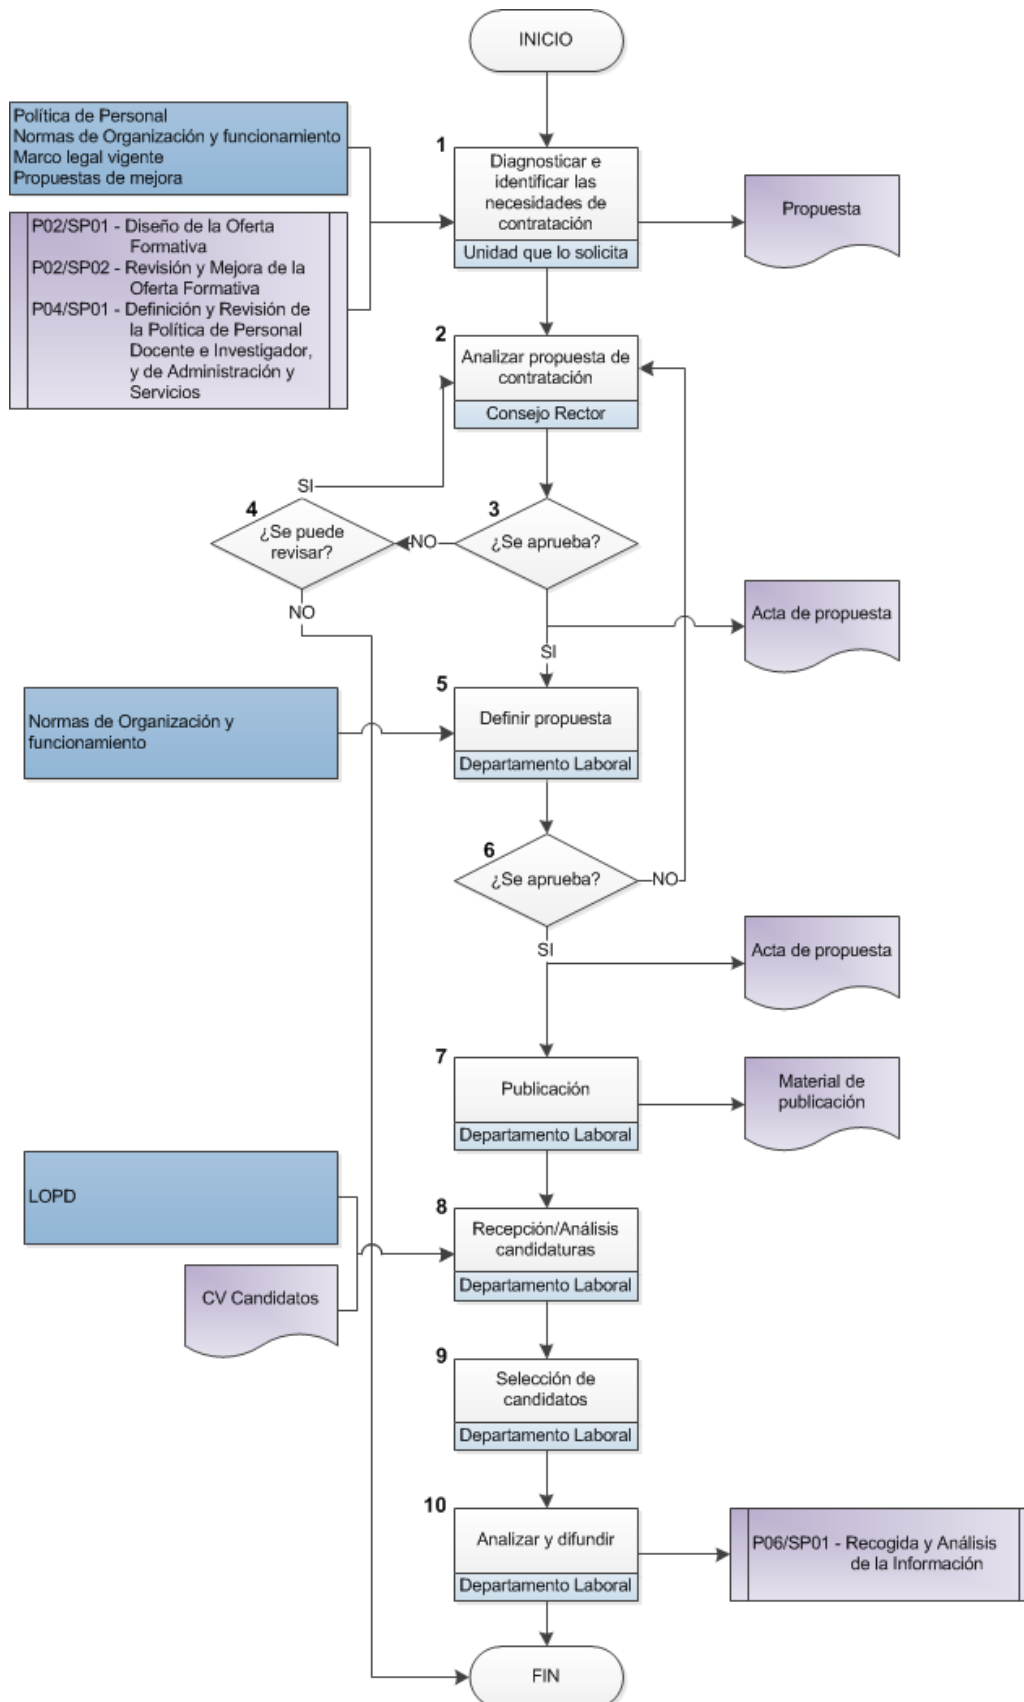 INICIO
Política de Personal
Normas de Organización y funcionamiento
Marco legal vigente
Propuestas de mejora
1
Diagnosticar e
identificar las
necesidades de
contratación
Unidad que lo solicita
Propuesta
P02/SP01 - Diseño de la Oferta
Formativa
P02/SP02 - Revisión y Mejora de la
Oferta Formativa
P04/SP01 - Definición y Revisión de
la Política de Personal
Docente e Investigador,
y de Administración y
Servicios
2
Analizar propuesta de
contratación
Consejo Rector
SI
4
¿Se puede
revisar?
NO
3
¿Se aprueba?
NO
Acta de propuesta
SI
5
Definir propuesta
Departamento Laboral
Normas de Organización y
funcionamiento
6
¿Se aprueba?
NO
SI
Acta de propuesta
7
Publicación
Departamento Laboral
Material de
publicación
LOPD
8
Recepción/Análisis
candidaturas
Departamento Laboral
CV Candidatos
9
Selección de
candidatos
Departamento Laboral
10
Analizar y difundir
Departamento Laboral
P06/SP01 - Recogida y Análisis
de la Información
FIN